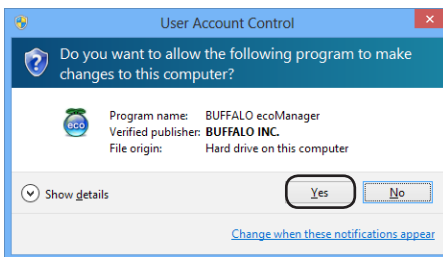 User Account Control
Do you want to allow the following program to make
changes to this computer?
eco
Program name: BUFFALO ecoManager
Verified publisher: BUFFALO INC.
File origin: Hard drive on this computer
Show details
Yes
No
Change when these notifications appear